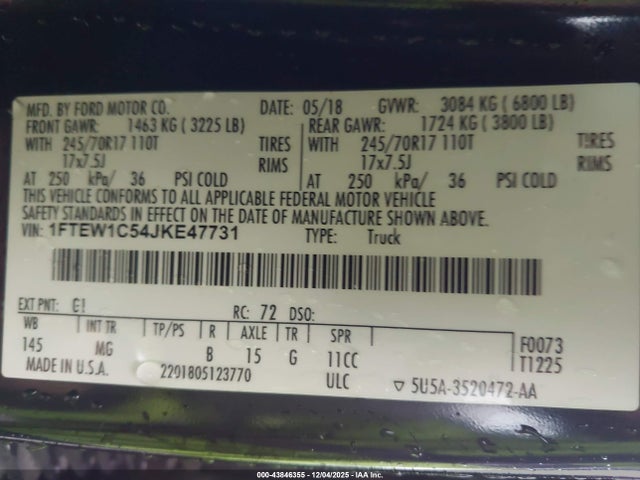 MFD. BY FORD MOTOR CO. DATE: 05/18 GVWR: 3084 KG ( 6800 LB)
FRONT GAWR: 1463 KG ( 3225 LB) REAR GAWR: 1724 KG ( 3800 LB)
WITH 245/70R17 110T TIRES WITH 245/70R17 110T TIRES
17x7.5J RIMS 17x7.5J RIMS
AT 250 kPa/ 36 PSI COLD AT 250 kPa/ 36 PSI COLD
THIS VEHICLE CONFORMS TO ALL APPLICABLE FEDERAL MOTOR VEHICLE
SAFETY STANDARDS IN EFFECT ON THE DATE OF MANUFACTURE SHOWN ABOVE.
VIN: 1FTEW1C54JKE47731 TYPE: Truck
EXT PNT: G1 RC: 72 DSO:
WB INT TR TP/PS R AXLE TR SPR F0073
145 MG B 15 G 11CC T1225
MADE IN U.S.A. 2201805123770 ULC ▽ 5U5A-3520472-AA
000-43846355 - 12/04/2025 - IAA Inc.